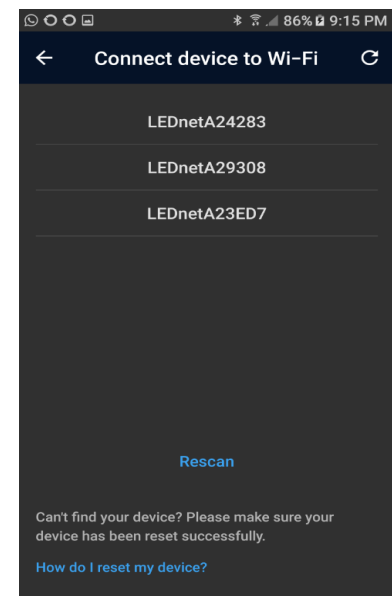 86% 9:15 PM
Connect device to Wi-Fi
LEDnetA24283
LEDnetA29308
LEDnetA23ED7
Rescan
Can't find your device? Please make sure your
device has been reset successfully.
How do I reset my device?